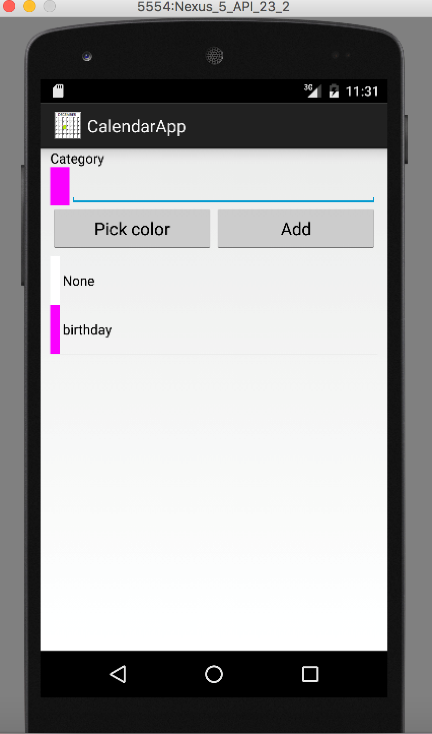 5554:Nexus_5_API_23_2
3G 11:31
CalendarApp
Category
Pick color Add
None
birthday